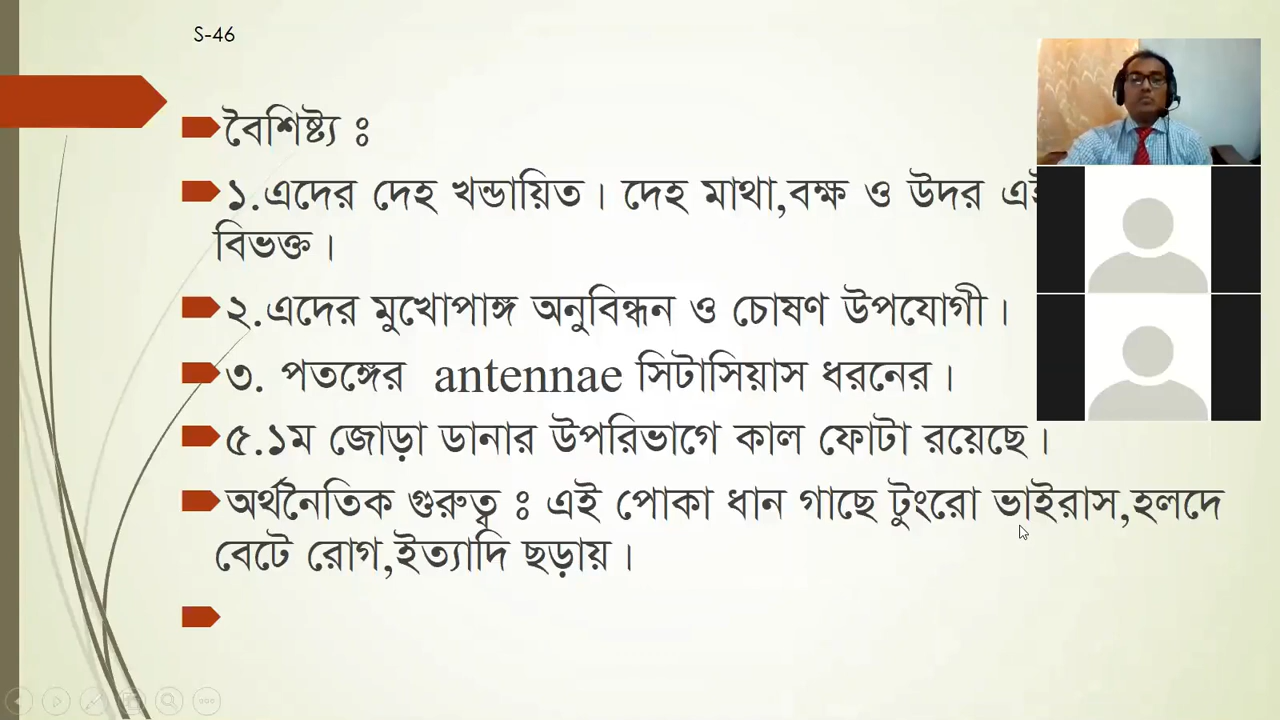 S-46
বৈশিষ্ট্য ঃ
১.এদের দেহ খন্ডায়িত। দেহ মাথা,বক্ষ ও উদর
বিভক্ত।
২.এদের মুখোপাঙ্গ অনুবিন্ধন ও চোষণ উপযোগী।
৩. পতঙ্গের antennae সিটাসিয়াস ধরনের।
৫.১ম জোড়া ডানার উপরিভাগে কাল ফোটা রয়েছে।
অর্থনৈতিক গুরুত্ব ঃ এই পোকা ধান গাছে টুংরো ভাইরাস,হলদে
বেটে রোগ,ইত্যাদি ছড়ায়।